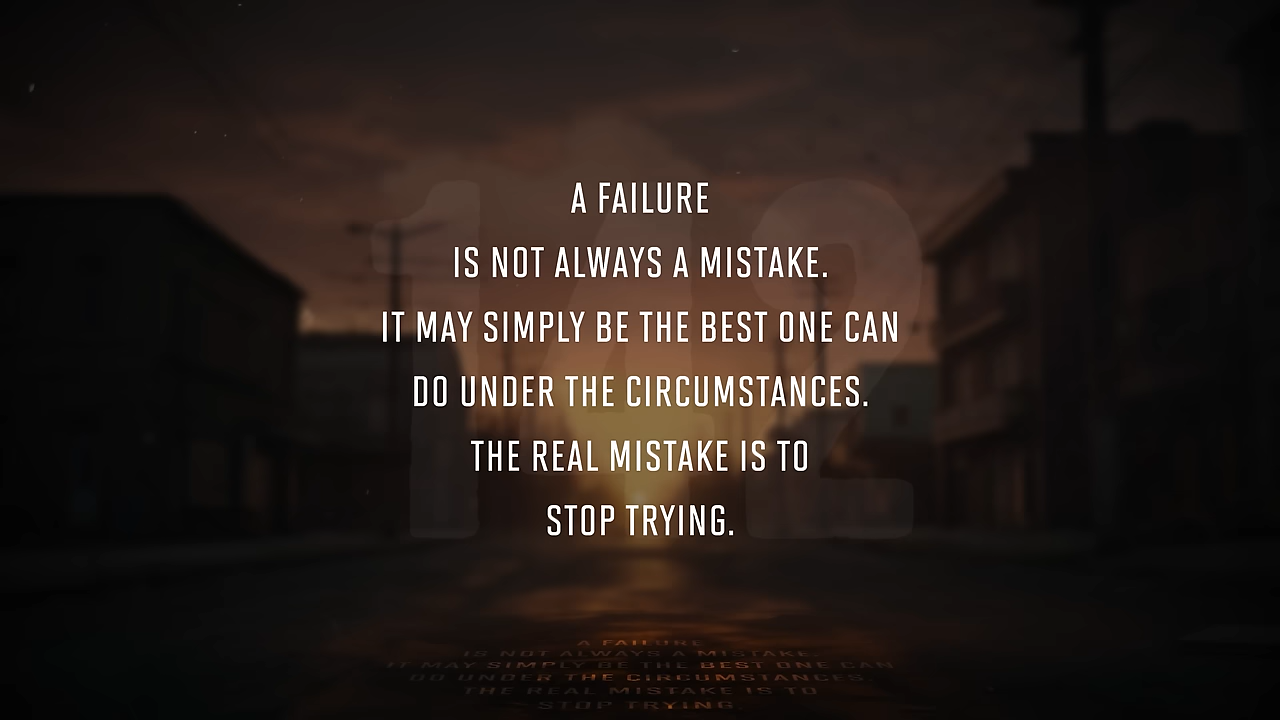 142
A FAILURE
IS NOT ALWAYS A MISTAKE.
IT MAY SIMPLY BE THE BEST ONE CAN
DO UNDER THE CIRCUMSTANCES.
THE REAL MISTAKE IS TO
STOP TRYING.
A FAILURE
IS NOT ALWAYS A MISTAKE.
IT MAY SIMPLY BE THE BEST ONE CAN
DO UNDER THE CIRCUMSTANCES.
THE REAL MISTAKE IS TO
STOP TRYING.